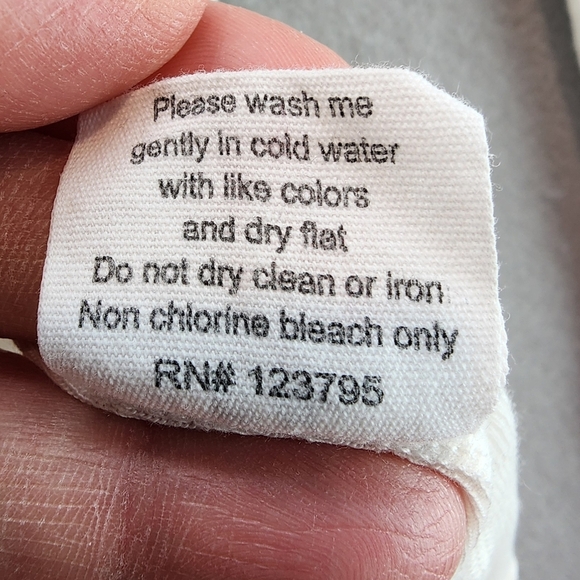 Please wash me
gently in cold water
with like colors
and dry flat
Do not dry clean or iron
Non chlorine bleach only
RN# 123795